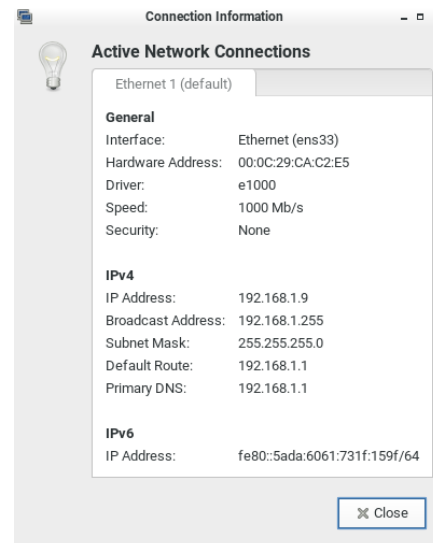 Connection Information
Active Network Connections
Ethernet 1 (default)
General
Interface: Ethernet (ens33)
Hardware Address: 00:0C:29:CA:C2:E5
Driver: e1000
Speed: 1000 Mb/s
Security: None
IPv4
IP Address: 192.168.1.9
Broadcast Address: 192.168.1.255
Subnet Mask: 255.255.255.0
Default Route: 192.168.1.1
Primary DNS: 192.168.1.1
IPv6
IP Address: fe80::5ada:6061:731f:159f/64
Close